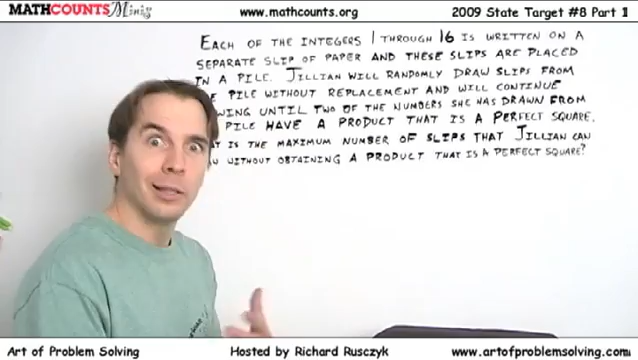 MATHCOUNTS Minis www.mathcounts.org 2009 State Target #8 Part 1
EACH OF THE INTEGERS 1 THROUGH 16 IS WRITTEN ON A
SEPARATE SLIP OF PAPER AND THESE SLIPS ARE PLACED
IN A PILE. JILLIAN WILL RANDOMLY DRAW SLIPS FROM
PILE WITHOUT REPLACEMENT AND WILL CONTINUE
UNTIL TWO OF THE NUMBERS SHE HAS DRAWN FROM
PILE HAVE A PRODUCT THAT IS A PERFECT SQUARE.
IS THE MAXIMUM NUMBER OF SLIPS THAT JILLIAN CAN
WITHOUT OBTAINING A PRODUCT THAT IS A PERFECT SQUARE?
Art of Problem Solving Hosted by Richard Rusczyk www.artofproblemsolving.com/